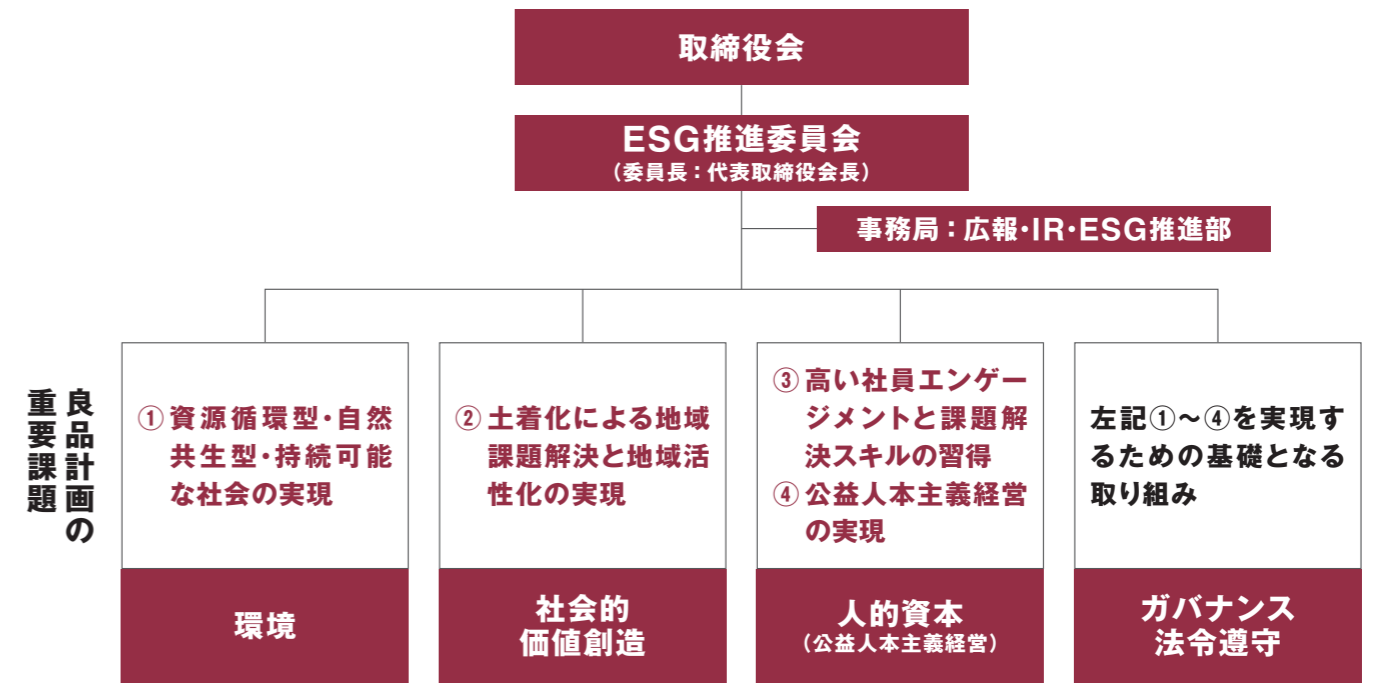 取締役会
ESG推進委員会
（委員長：代表取締役会長）
事務局：広報・IR・ESG推進部
良品計画の
重要課題
① 資源循環型・自然
共生型・持続可能
な社会の実現
環境
② 土着化による地域
課題解決と地域活
性化の実現
社会的
価値創造
③ 高い社員エンゲー
ジメントと課題解
決スキルの習得
④ 公益人本主義経営
の実現
人的資本
（公益人本主義経営）
左記①～④を実現す
るための基礎となる
取り組み
ガバナンス
法令遵守